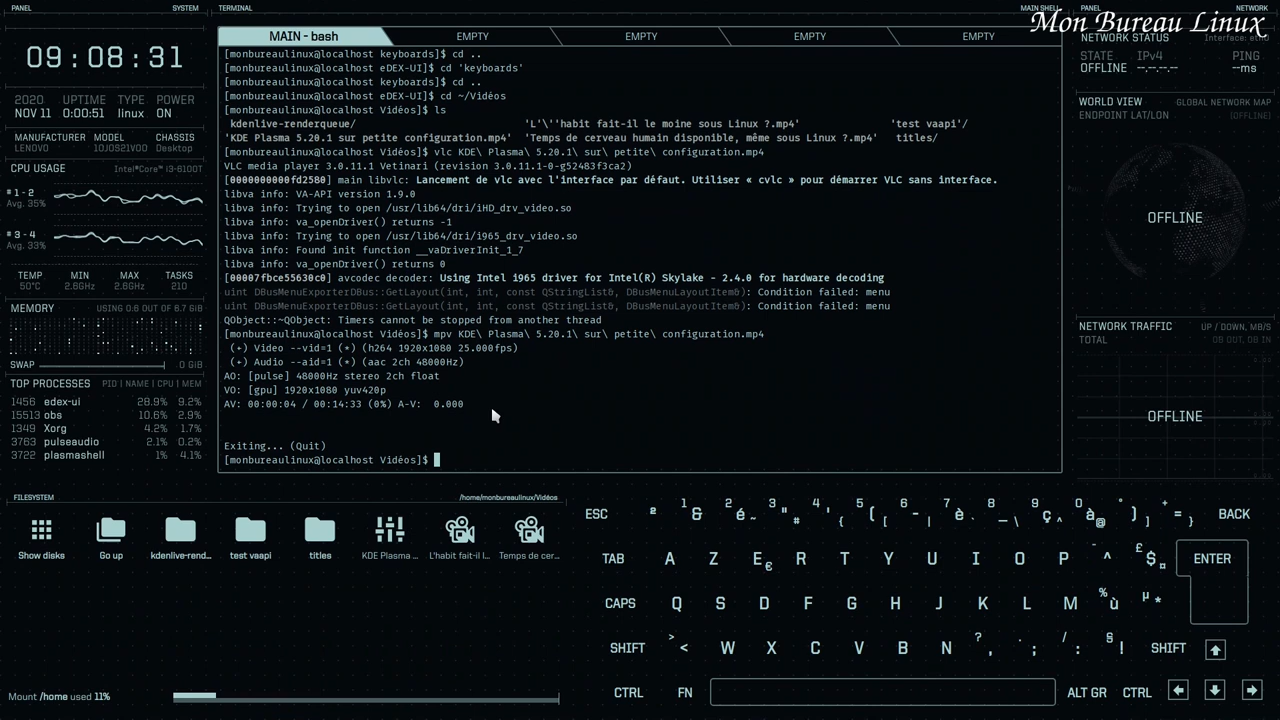 PANEL SYSTEM
09:08:31
2020 UPTIME TYPE POWER
NOV 11 0:00:51 linux ON
MANUFACTURER MODEL CHASSIS
LENOVO 10JOS21V00 Desktop
CPU USAGE Intel®Core™ i3-6100T
# 1 - 2
Avg. 35%
# 3 - 4
Avg. 33%
TEMP MIN MAX TASKS
50°C 2.6GHz 2.6GHz 210
MEMORY USING 0.6 OUT OF 8.7 GiB
SWAP 0 GiB
TOP PROCESSES PID | NAME | CPU | MEM
1456 edex-ui 28.9% 9.2%
15513 obs 10.6% 2.9%
1349 Xorg 4.2% 1.7%
3763 pulseaudio 2.1% 0.2%
3722 plasmashell 1% 4.1%
TERMINAL MAIN SHELL
MAIN - bash EMPTY EMPTY EMPTY EMPTY
[monbureaulinux@localhost keyboards]$ cd ..
[monbureaulinux@localhost eDEX-UI]$ cd 'keyboards'
[monbureaulinux@localhost keyboards]$ cd ..
[monbureaulinux@localhost eDEX-UI]$ cd ~/Vidéos
[monbureaulinux@localhost Vidéos]$ ls
kdenlive-renderqueue/ 'L'\''habit fait-il le moine sous Linux ?.mp4' 'test vaapi'/
'KDE Plasma 5.20.1 sur petite configuration.mp4' 'Temps de cerveau humain disponible, même sous Linux ?.mp4' titles/
[monbureaulinux@localhost Vidéos]$ vlc KDE\ Plasma\ 5.20.1\ sur\ petite\ configuration.mp4
VLC media player 3.0.11.1 Vetinari (revision 3.0.11.1-0-g52483f3ca2)
[0000000000fd2580] main libvlc: Lancement de vlc avec l'interface par défaut. Utiliser « cvlc » pour démarrer VLC sans interface.
libva info: VA-API version 1.9.0
libva info: Trying to open /usr/lib64/dri/iHD_drv_video.so
libva info: va_openDriver() returns -1
libva info: Trying to open /usr/lib64/dri/i965_drv_video.so
libva info: Found init function __vaDriverInit_1_7
libva info: va_openDriver() returns 0
[00007fbce55630c0] avcodec decoder: Using Intel i965 driver for Intel(R) Skylake - 2.4.0 for hardware decoding
uint DBusMenuExporterDBus::GetLayout(int, int, const QStringList&, DBusMenuLayoutItem&): Condition failed: menu
uint DBusMenuExporterDBus::GetLayout(int, int, const QStringList&, DBusMenuLayoutItem&): Condition failed: menu
QObject::~QObject: Timers cannot be stopped from another thread
[monbureaulinux@localhost Vidéos]$ mpv KDE\ Plasma\ 5.20.1\ sur\ petite\ configuration.mp4
(+) Video --vid=1 (*) (h264 1920x1080 25.000fps)
(+) Audio --aid=1 (*) (aac 2ch 48000Hz)
AO: [pulse] 48000Hz stereo 2ch float
VO: [gpu] 1920x1080 yuv420p
AV: 00:00:04 / 00:14:33 (0%) A-V: 0.000
Exiting... (Quit)
[monbureaulinux@localhost Vidéos]$
PANEL NETWORK
Mon Bureau Linux
NETWORK STATUS Interface:
STATE IPv4 PING
OFFLINE --.--.--.-- --ms
WORLD VIEW GLOBAL NETWORK MAP
ENDPOINT LAT/LON (OFFLINE)
OFFLINE
NETWORK TRAFFIC UP / DOWN, MB/S
TOTAL 0B OUT, 0B IN
OFFLINE
FILESYSTEM /home/monbureaulinux/Vidéos
Show disks Go up kdenlive-rend... test vaapi titles KDE Plasma ... L'habit fait-il l... Temps de cer...
Mount /home used 11%
ESC ² 1 & 2 é ~ 3 " # 4 ' { 5 ( [ 6 - | 7 è ` 8 _ \ 9 ç ^ 0 à @ ° ) ] + = } BACK
TAB A Z E € R T Y U I O P ¨ ^ £ $ ¤ ENTER
CAPS Q S D F G H J K L M % ù µ *
SHIFT > < W X C V B N ? , . ; / : § ! SHIFT
CTRL FN ALT GR CTRL